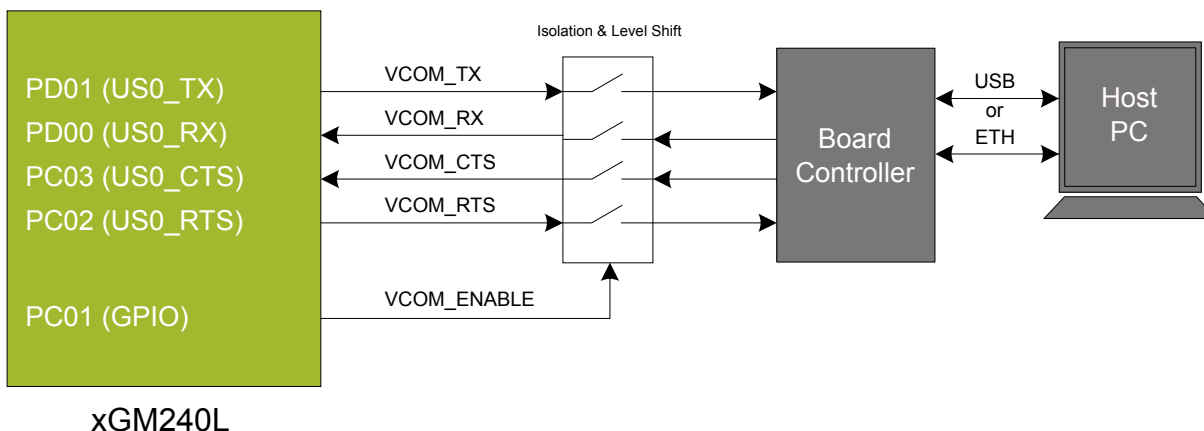 Isolation & Level Shift
PD01 (US0_TX)
VCOM_TX
PD00 (US0_RX)
VCOM_RX
PC03 (US0_CTS)
VCOM_CTS
PC02 (US0_RTS)
VCOM_RTS
PC01 (GPIO)
VCOM_ENABLE
Board
Controller
USB
or
ETH
Host
PC
xGM240L